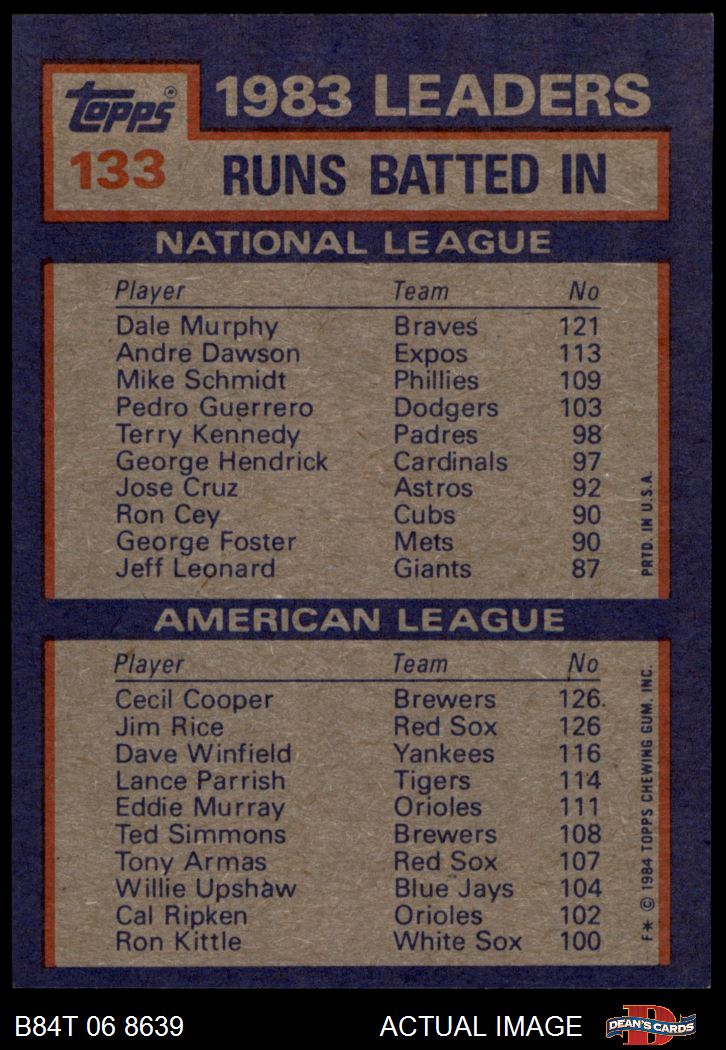 Topps® 1983 LEADERS
133 RUNS BATTED IN
NATIONAL LEAGUE
Player Team No
Dale Murphy Braves 121
Andre Dawson Expos 113
Mike Schmidt Phillies 109
Pedro Guerrero Dodgers 103
Terry Kennedy Padres 98
George Hendrick Cardinals 97
Jose Cruz Astros 92
Ron Cey Cubs 90
George Foster Mets 90
Jeff Leonard Giants 87
PRTD. IN U.S.A.
AMERICAN LEAGUE
Player Team No
Cecil Cooper Brewers 126
Jim Rice Red Sox 126
Dave Winfield Yankees 116
Lance Parrish Tigers 114
Eddie Murray Orioles 111
Ted Simmons Brewers 108
Tony Armas Red Sox 107
Willie Upshaw Blue Jays 104
Cal Ripken Orioles 102
Ron Kittle White Sox 100
F* © 1984 TOPPS CHEWING GUM, INC.
B84T 06 8639 ACTUAL IMAGE D DEAN'S CARDS